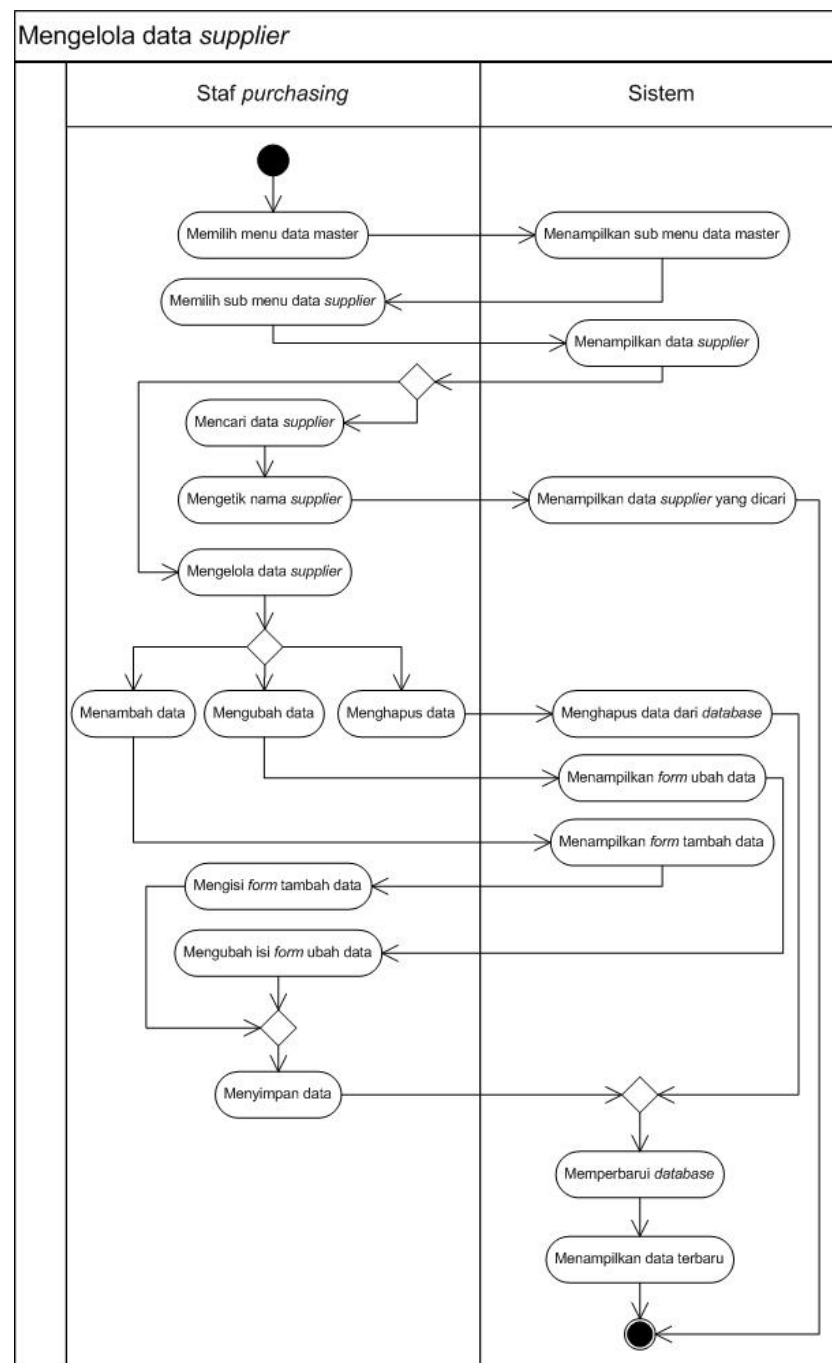 Mengelola data supplier
Staf purchasing
Sistem
Memilih menu data master
Menampilkan sub menu data master
Memilih sub menu data supplier
Menampilkan data supplier
Mencari data supplier
Mengetik nama supplier
Menampilkan data supplier yang dicari
Mengelola data supplier
Menambah data
Mengubah data
Menghapus data
Menghapus data dari database
Menampilkan form ubah data
Menampilkan form tambah data
Mengisi form tambah data
Mengubah isi form ubah data
Menyimpan data
Memperbarui database
Menampilkan data terbaru